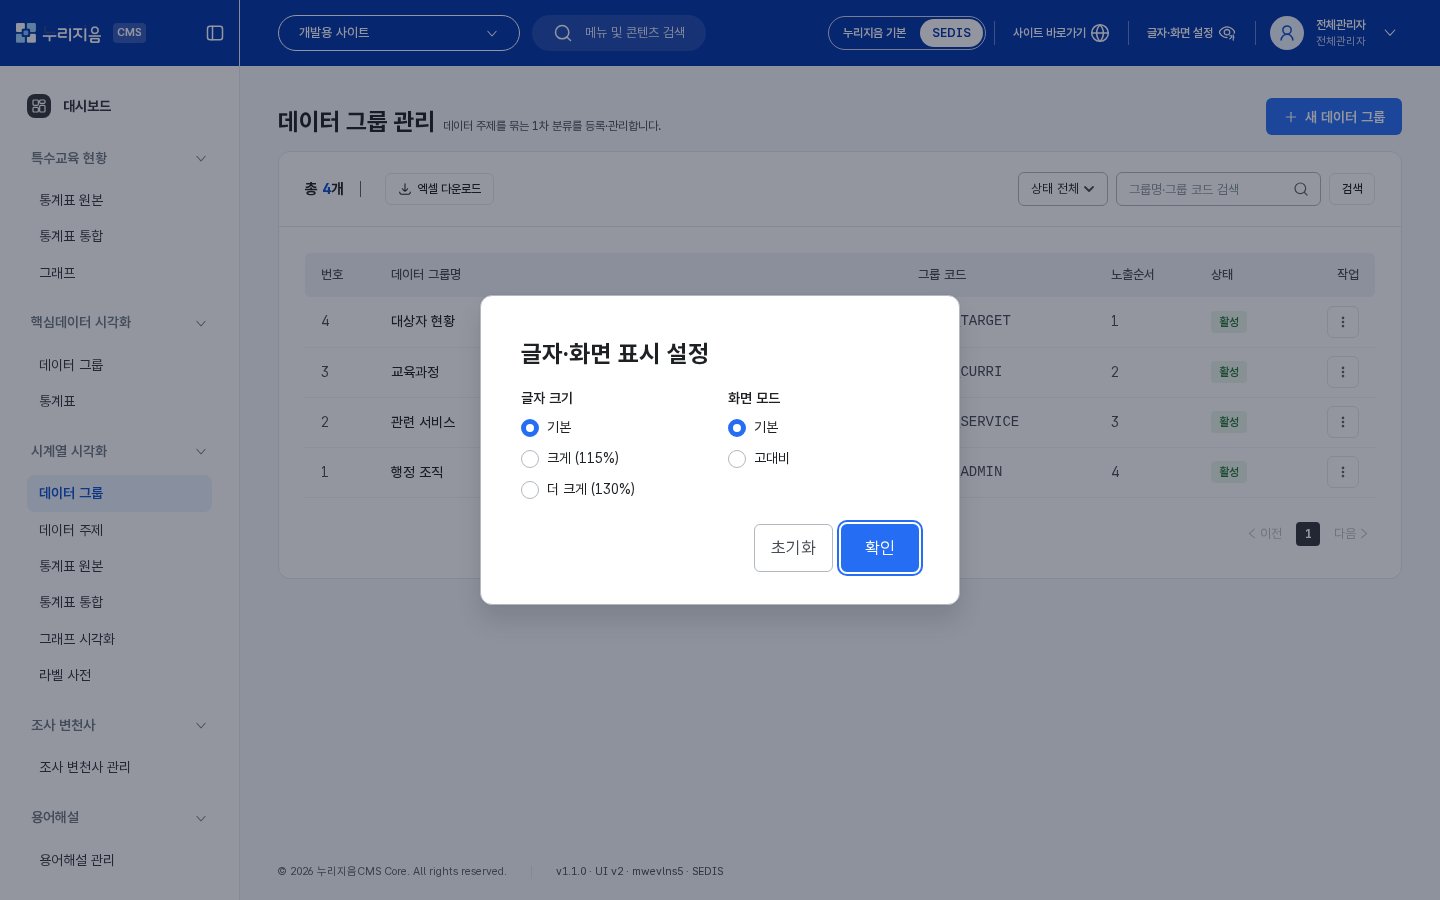 누리지음 CMS
개발용 사이트
메뉴 및 콘텐츠 검색
누리지음 기본
SEDIS
사이트 바로가기
글자·화면 설정
전체관리자
전체관리자
대시보드
특수교육 현황
통계표 원본
통계표 통합
그래프
핵심데이터 시각화
데이터 그룹
통계표
시계열 시각화
데이터 그룹
데이터 주제
통계표 원본
통계표 통합
그래프 시각화
라벨 사전
조사 변천사
조사 변천사 관리
용어해설
용어해설 관리
데이터 그룹 관리 데이터 주제를 묶는 1차 분류를 등록·관리합니다.
새 데이터 그룹
총 4개
엑셀 다운로드
상태 전체
그룹명·그룹 코드 검색
검색
번호 데이터 그룹명 그룹 코드 노출순서 상태 작업
4 대상자 현황 TARGET 1 활성
3 교육과정 CURRI 2 활성
2 관련 서비스 SERVICE 3 활성
1 행정 조직 ADMIN 4 활성
이전 1 다음
글자·화면 표시 설정
글자 크기
기본
크게 (115%)
더 크게 (130%)
화면 모드
기본
고대비
초기화
확인
© 2026 누리지음CMS Core. All rights reserved.
v1.1.0 · UI v2 · mwevlns5 · SEDIS